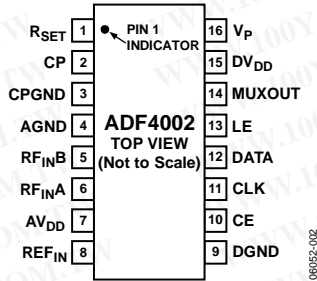 RSET 1 PIN 1 INDICATOR 16 VP
CP 2 15 DVDD
CPGND 3 14 MUXOUT
AGND 4 ADF4002 13 LE
TOP VIEW
RFINB 5 (Not to Scale) 12 DATA
RFINA 6 11 CLK
AVDD 7 10 CE
REFIN 8 9 DGND
06052-002